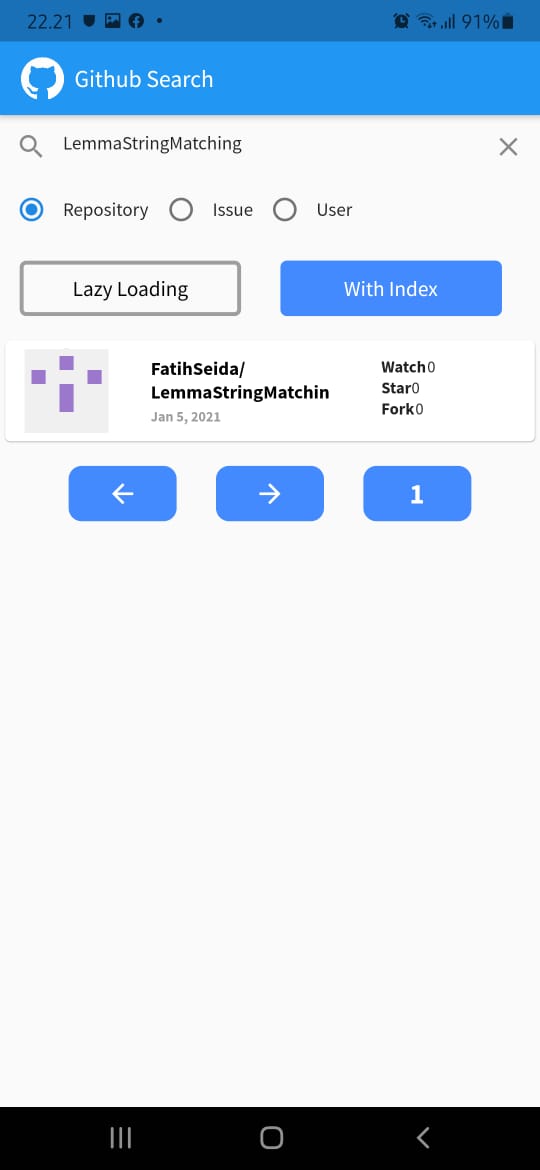 22.21 91%
Github Search
LemmaStringMatching
Repository Issue User
Lazy Loading With Index
FatihSeida/
LemmaStringMatchin
Jan 5, 2021
Watch0
Star0
Fork0
1